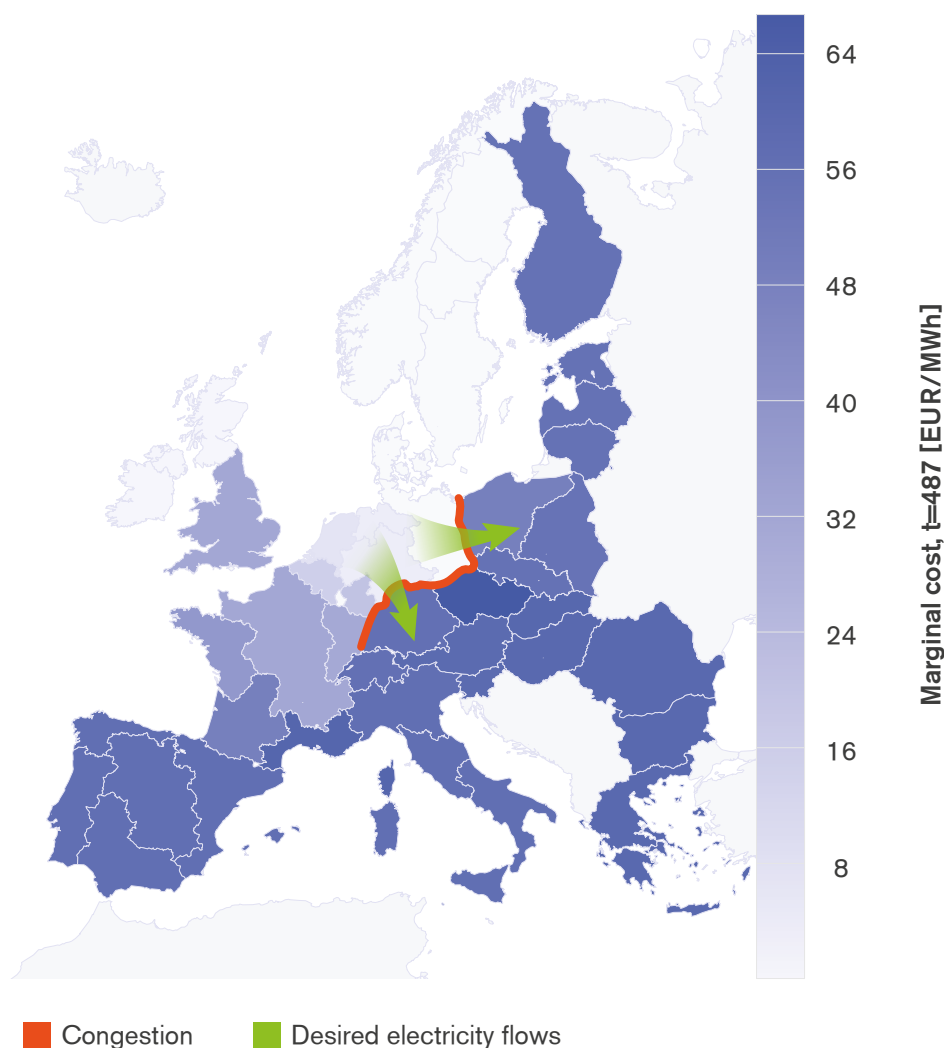 64
56
48
40
32
24
16
8
Marginal cost, t=487 [EUR/MWh]
Congestion
Desired electricity flows